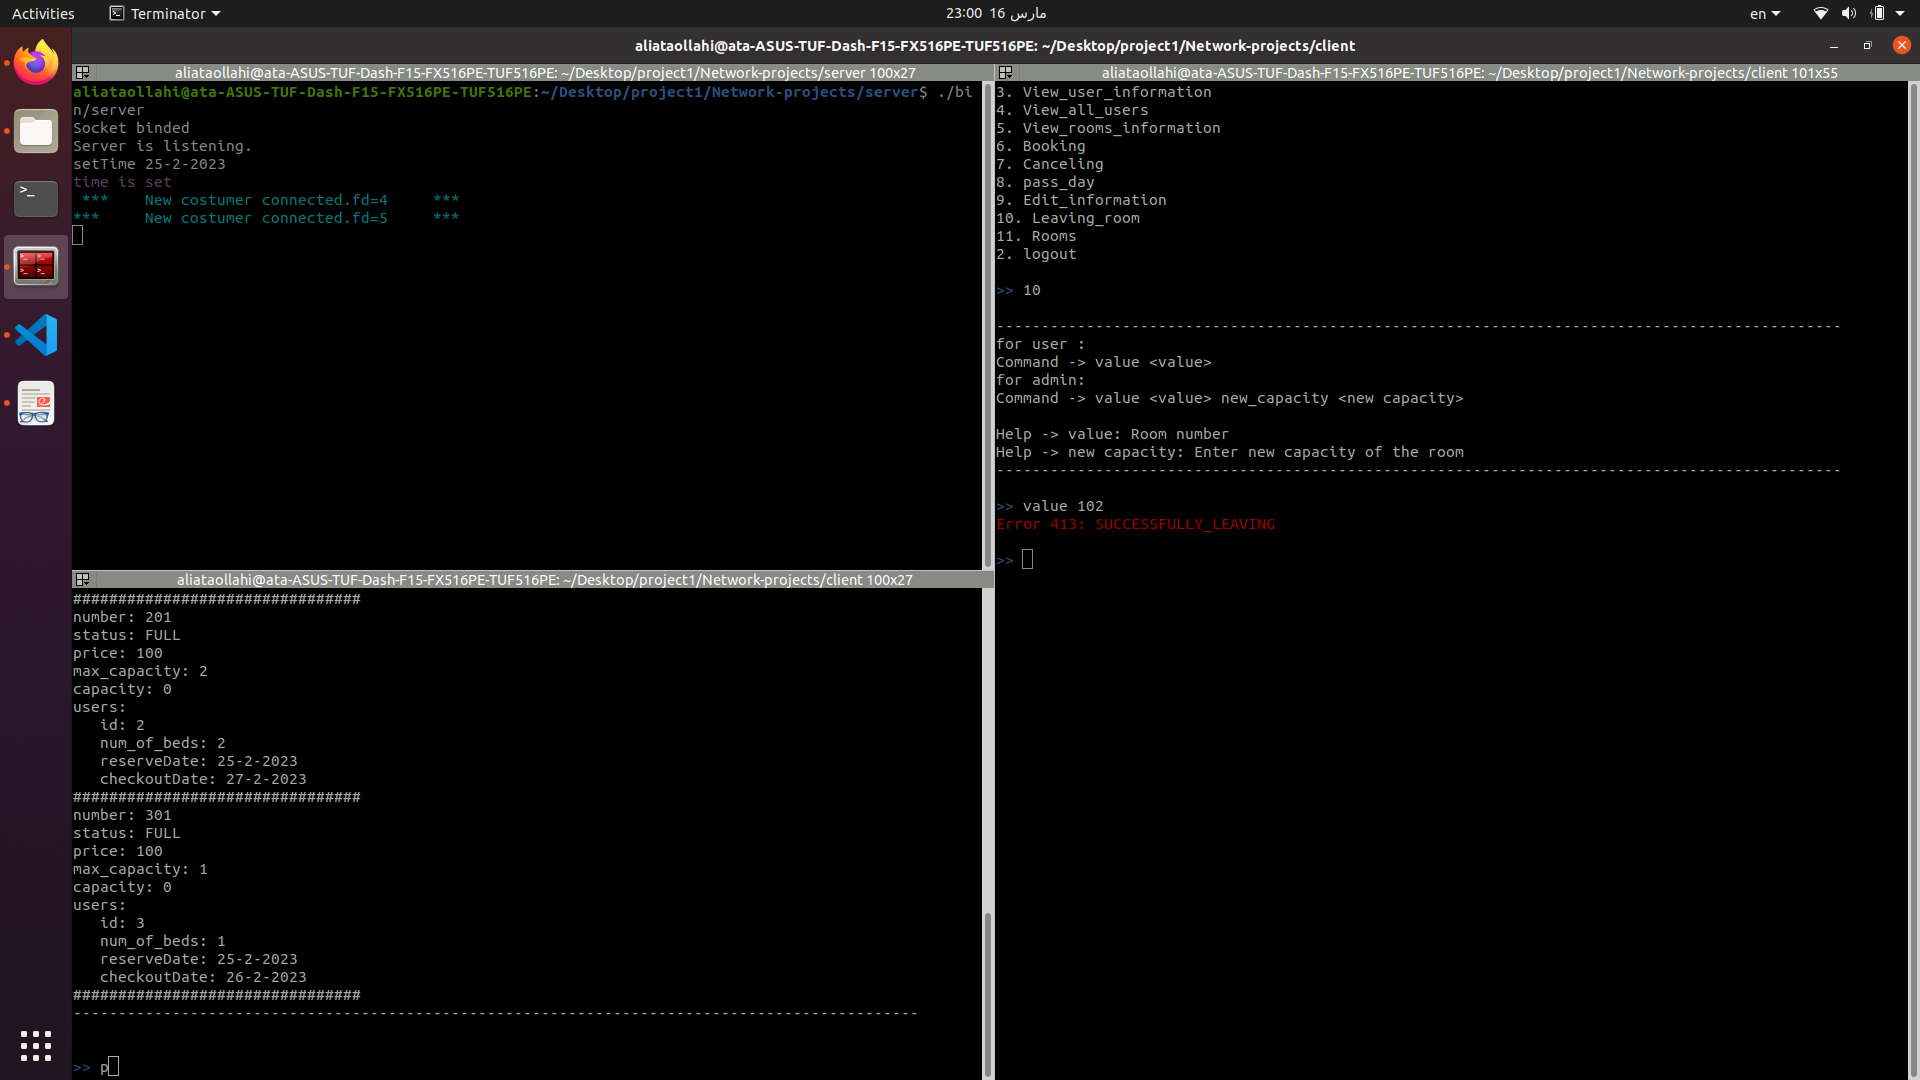 Activities
Terminator
23:00 16 مارس
en
aliataollahi@ata-ASUS-TUF-Dash-F15-FX516PE-TUF516PE: ~/Desktop/project1/Network-projects/client
aliataollahi@ata-ASUS-TUF-Dash-F15-FX516PE-TUF516PE: ~/Desktop/project1/Network-projects/server 100x27
aliataollahi@ata-ASUS-TUF-Dash-F15-FX516PE-TUF516PE:~/Desktop/project1/Network-projects/server$ ./bi
n/server
Socket binded
Server is listening.
setTime 25-2-2023
time is set
 ***    New costumer connected.fd=4     ***
***     New costumer connected.fd=5     ***
aliataollahi@ata-ASUS-TUF-Dash-F15-FX516PE-TUF516PE: ~/Desktop/project1/Network-projects/client 100x27
################################
number: 201
status: FULL
price: 100
max_capacity: 2
capacity: 0
users:
   id: 2
   num_of_beds: 2
   reserveDate: 25-2-2023
   checkoutDate: 27-2-2023
################################
number: 301
status: FULL
price: 100
max_capacity: 1
capacity: 0
users:
   id: 3
   num_of_beds: 1
   reserveDate: 25-2-2023
   checkoutDate: 26-2-2023
################################
----------------------------------------------------------------------------------------------
>> p
aliataollahi@ata-ASUS-TUF-Dash-F15-FX516PE-TUF516PE: ~/Desktop/project1/Network-projects/client 101x55
3. View_user_information
4. View_all_users
5. View_rooms_information
6. Booking
7. Canceling
8. pass_day
9. Edit_information
10. Leaving_room
11. Rooms
2. logout
>> 10
----------------------------------------------------------------------------------------------
for user :
Command -> value <value>
for admin:
Command -> value <value> new_capacity <new capacity>
Help -> value: Room number
Help -> new capacity: Enter new capacity of the room
----------------------------------------------------------------------------------------------
>> value 102
Error 413: SUCCESSFULLY_LEAVING
>>